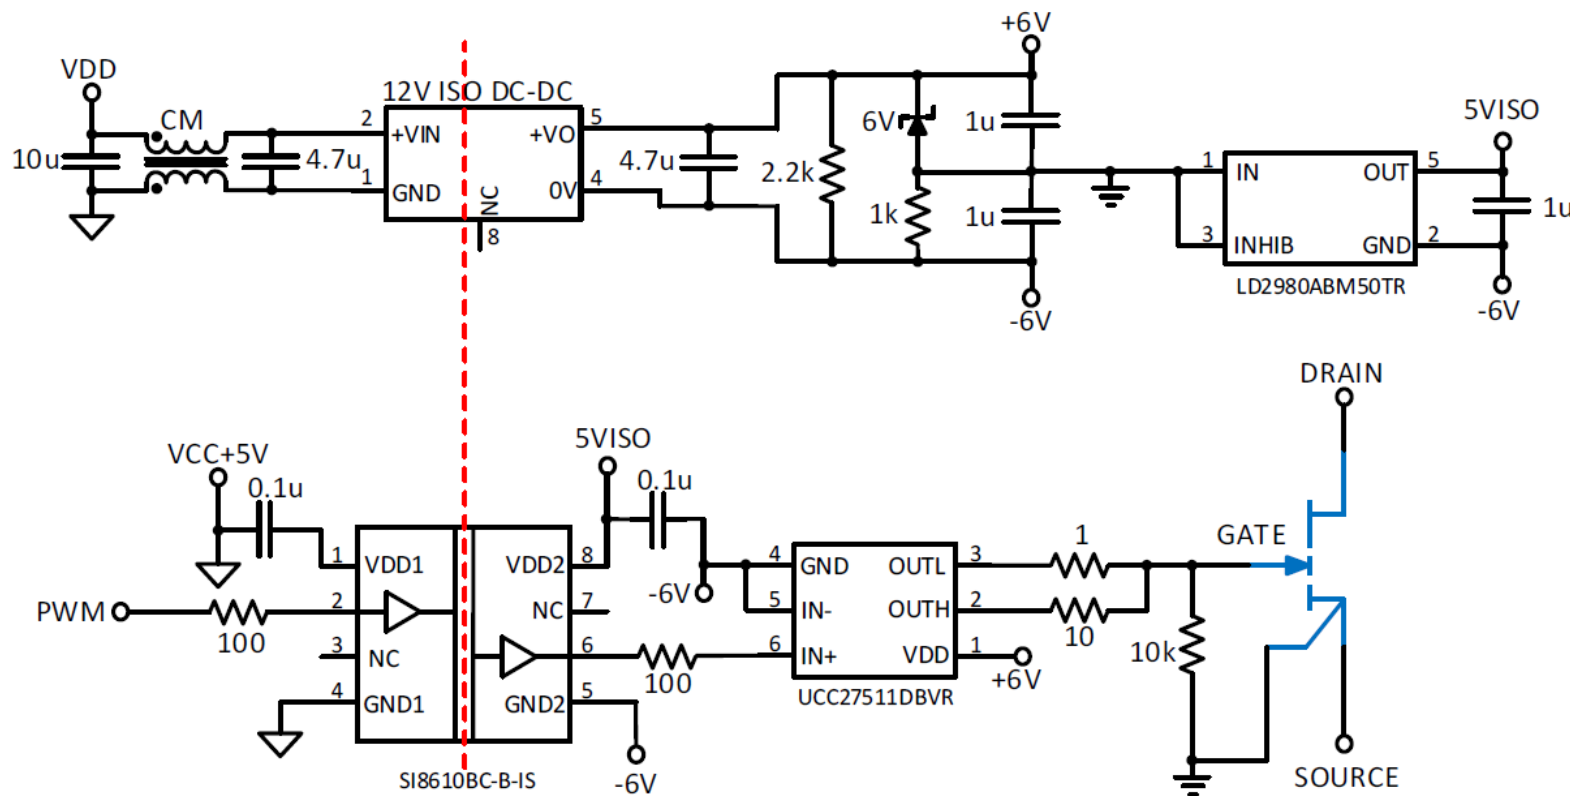 +6V
VDD
12V ISO DC-DC
5VISO
CM
2
5
6V
1u
+VIN
+VO
10u
4.7u
4.7u
2.2k
1
IN
OUT
5
1
GND
0V
4
NC
8
1k
1u
3
INHIB
GND
2
1u
LD2980ABM50TR
-6V
-6V
DRAIN
VCC+5V
0.1u
5VISO
0.1u
1
VDD1
VDD2
8
4
GND
OUTL
3
1
GATE
-6V
PWM
100
2
NC
7
5
IN-
OUTH
2
10
3
NC
6
100
6
IN+
VDD
1
+6V
10k
4
GND1
GND2
5
UCC27511DBVR
SI8610BC-B-IS
-6V
SOURCE